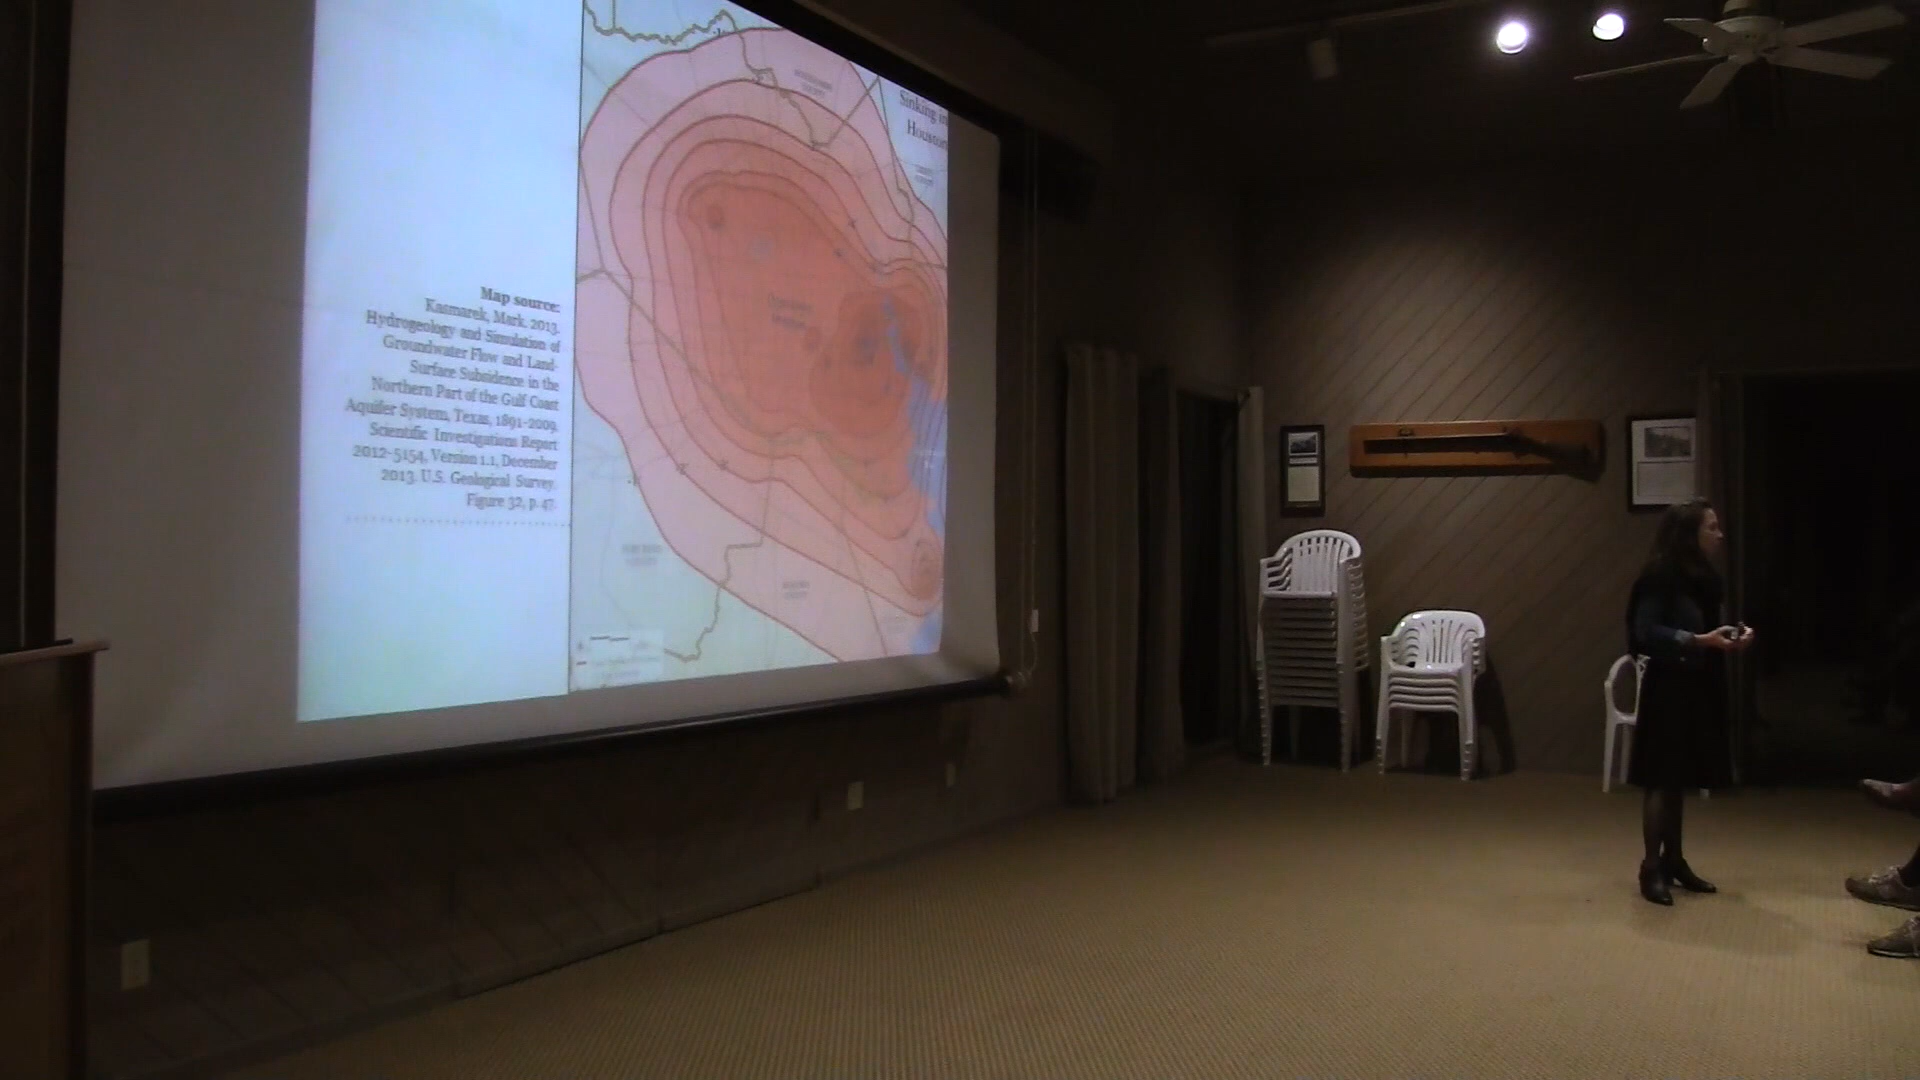 Map source:
Kasmarek, Mark. 2013.
Hydrogeology and Simulation of
Groundwater Flow and Land-
Surface Subsidence in the
Northern Part of the Gulf Coast
Aquifer System, Texas, 1891-2009.
Scientific Investigations Report
2012-5154, Version 1.1, December
2013. U.S. Geological Survey.
Figure 32, p. 47.
Sinking in
Houston